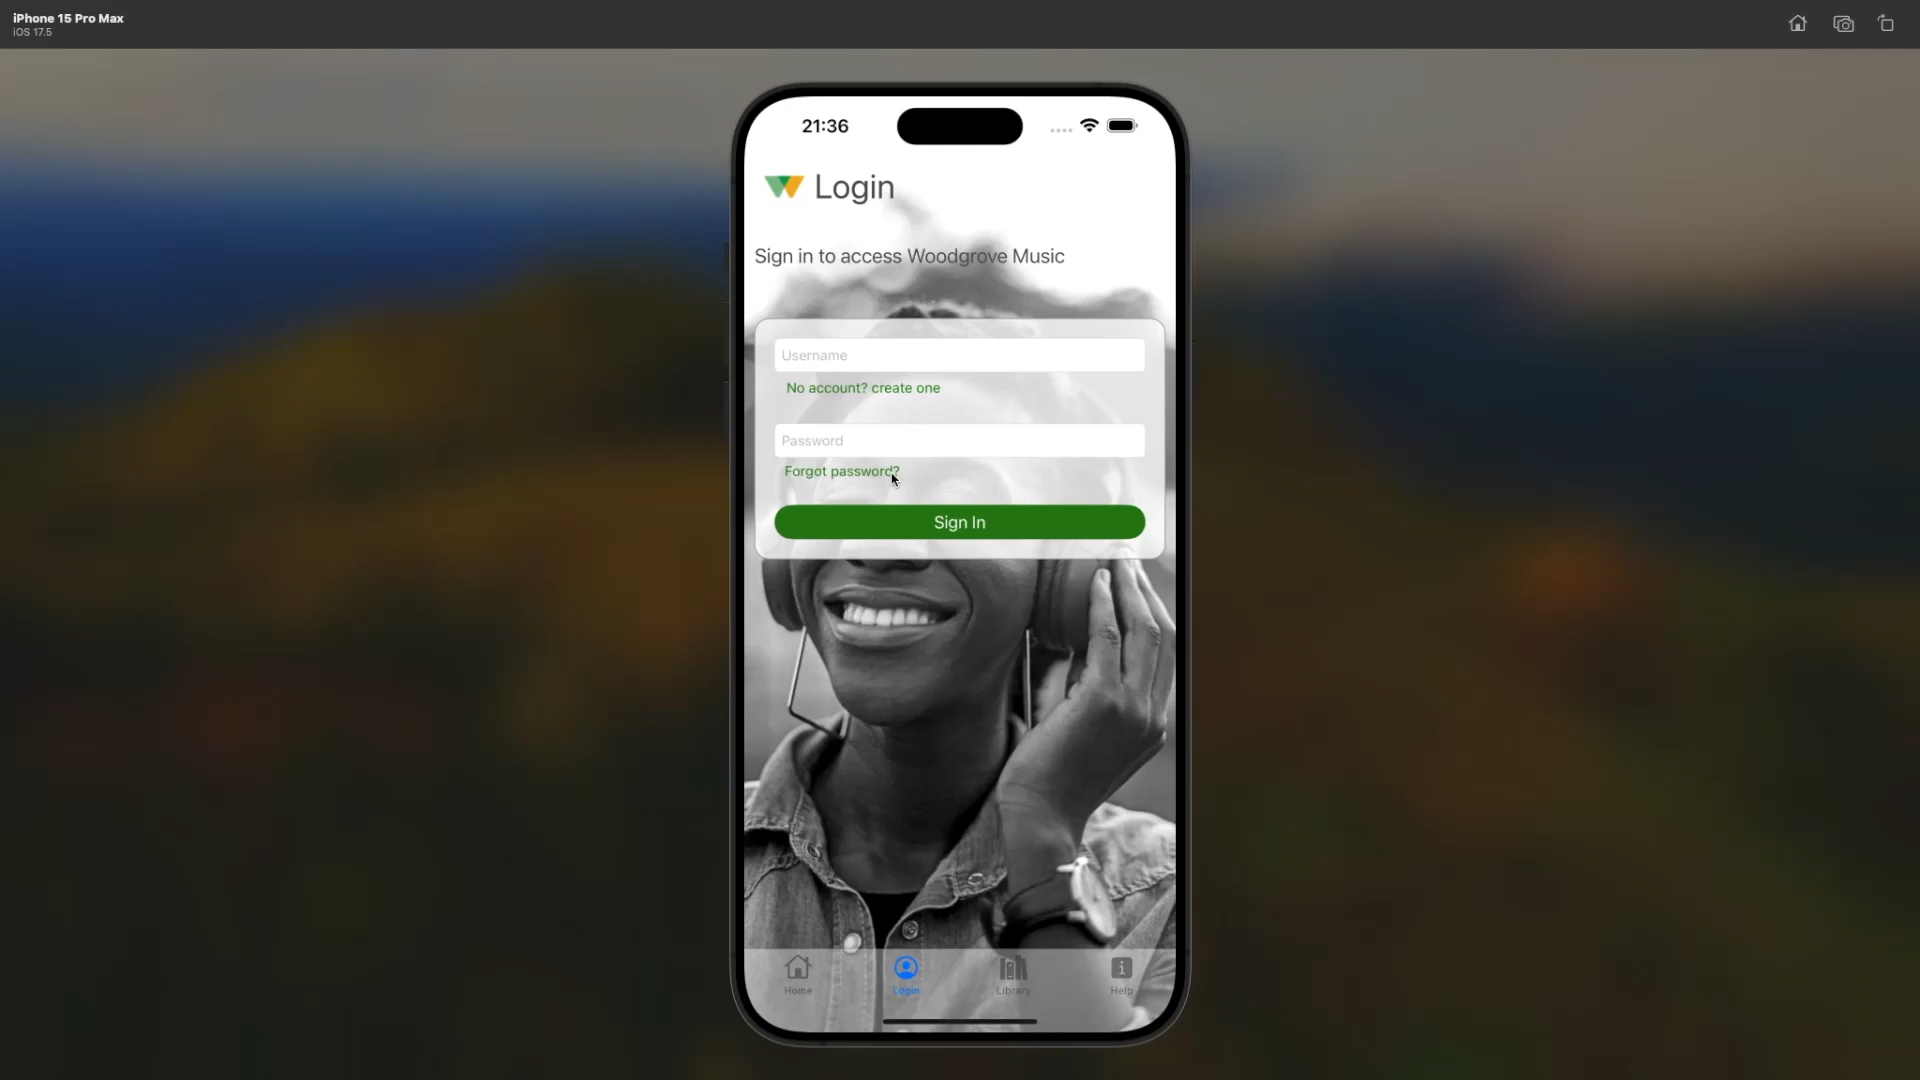 iPhone 15 Pro Max
iOS 17.5
21:36
Login
Sign in to access Woodgrove Music
Username
No account? create one
Password
Forgot password?
Sign In
Home
Login
Library
Help